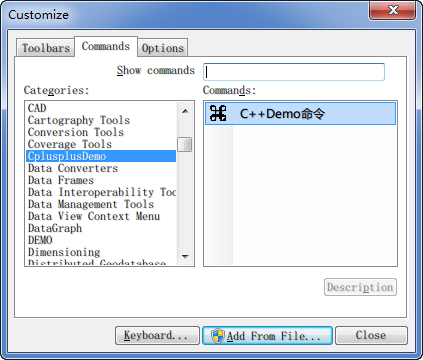 Customize
Toolbars Commands Options
Show commands
Categories: Commands:
CAD
Cartography Tools
Conversion Tools
Coverage Tools
CplusplusDemo
Data Converters
Data Frames
Data Interoperability Too
Data Management Tools
Data View Context Menu
DataGraph
DEMO
Dimensioning
Distributed Geodatabase
C++Demo命令
Description
Keyboard... Add From File... Close